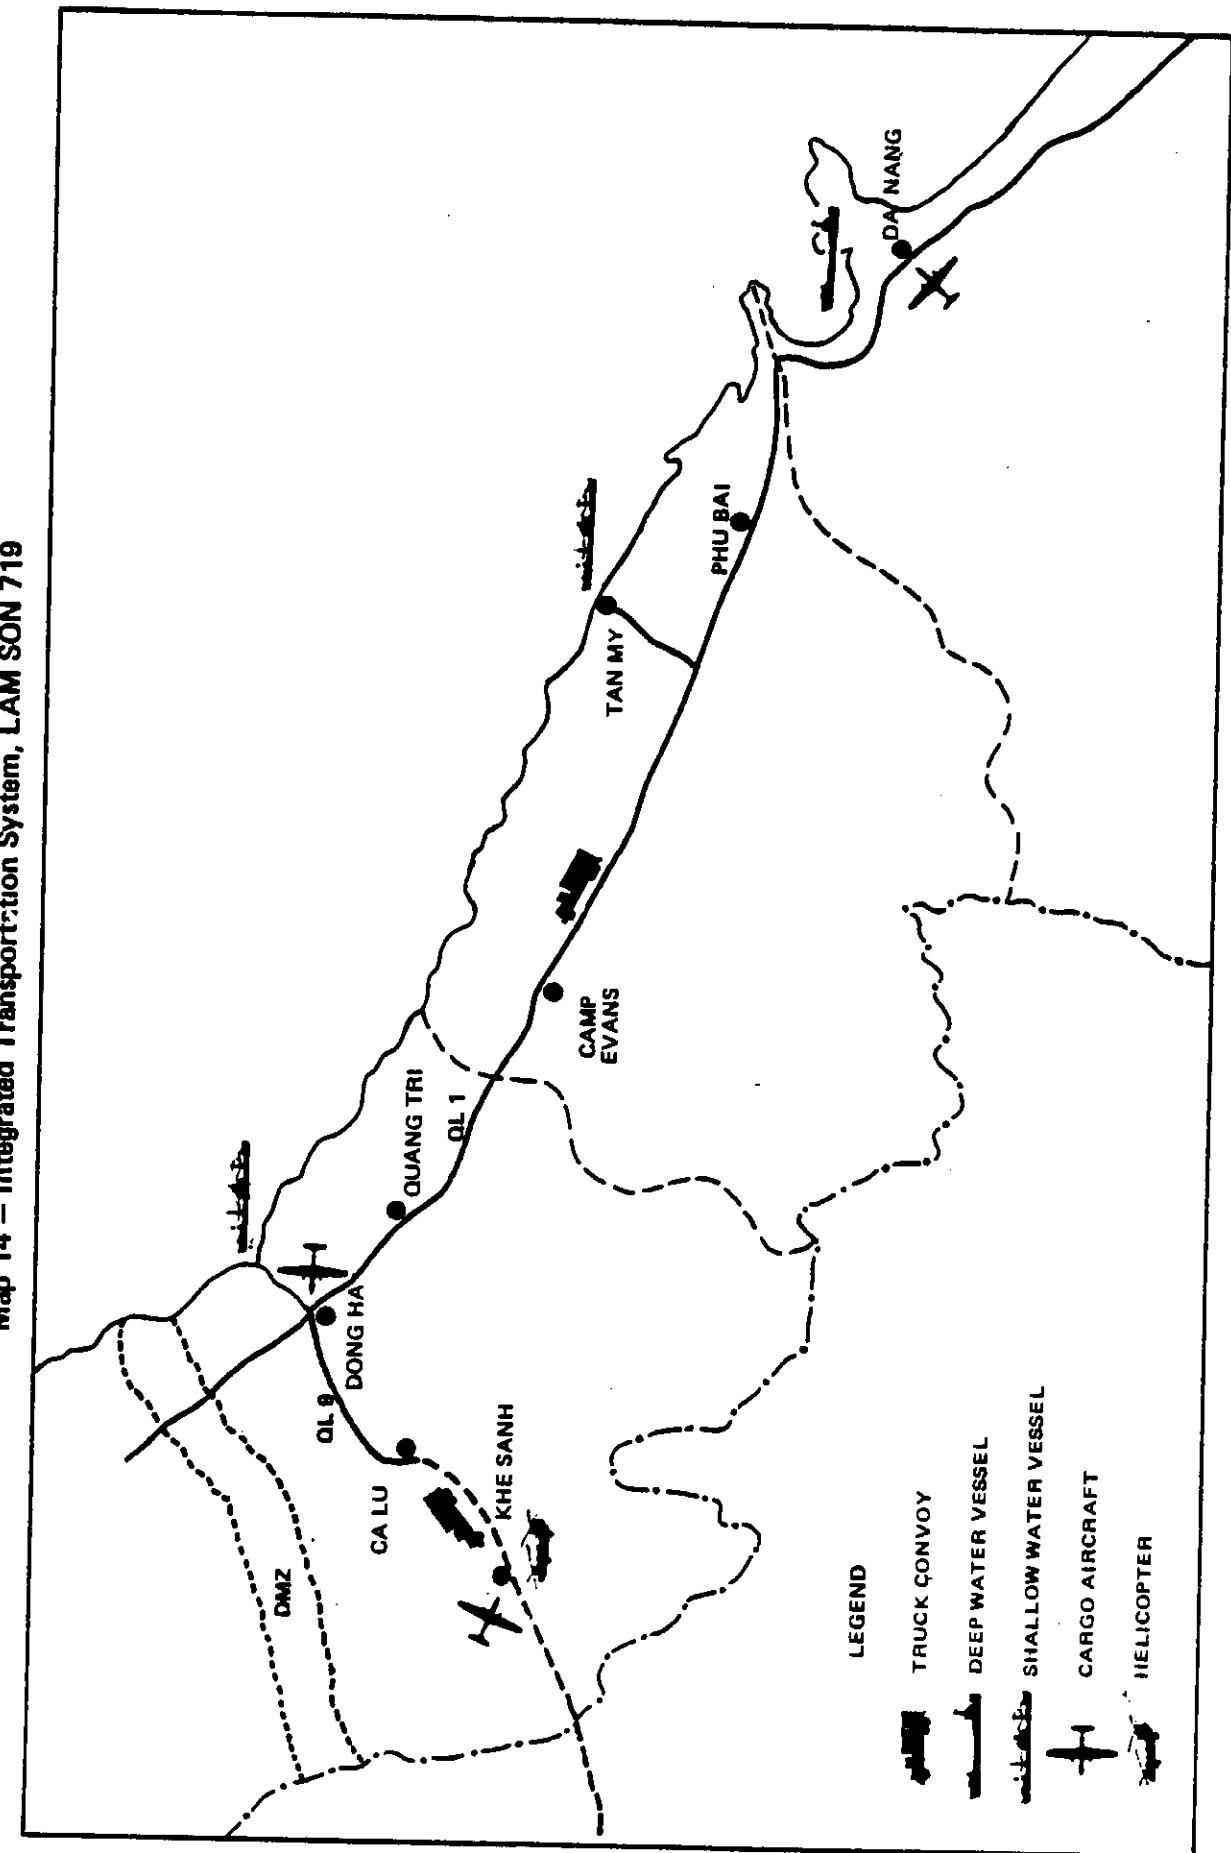 Map 14 — Integrated Transportation System, LAM SON 719
DMZ
QL 9
DONG HA
CA LU
KHE SANH
QUANG TRI
QL 1
CAMP
EVANS
TAN MY
PHU BAI
DA NANG
LEGEND
TRUCK CONVOY
DEEP WATER VESSEL
SHALLOW WATER VESSEL
CARGO AIRCRAFT
HELICOPTER